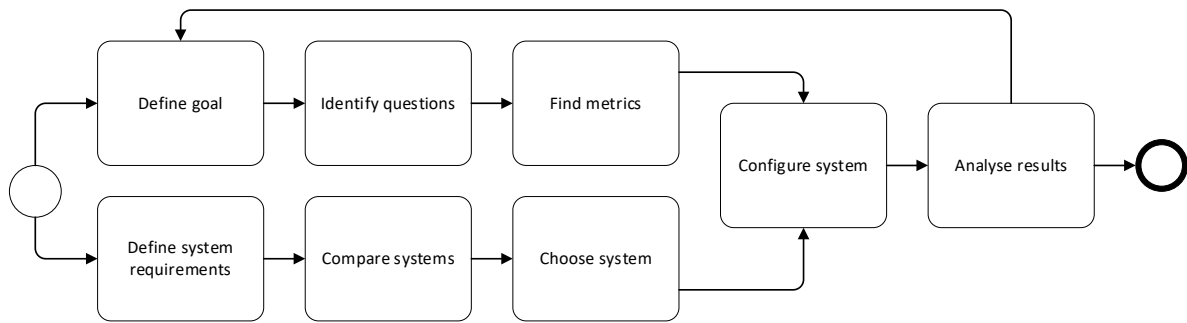 Define goal
Identify questions
Find metrics
Configure system
Analyse results
Define system
requirements
Compare systems
Choose system